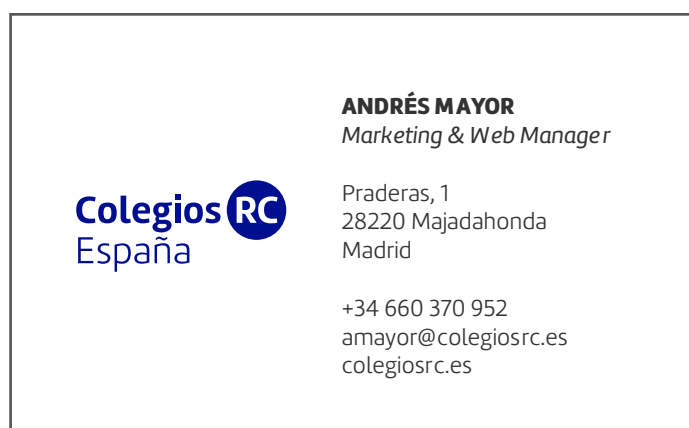 Colegios RC
España
ANDRÉS MAYOR
Marketing & Web Manager
Praderas, 1
28220 Majadahonda
Madrid
+34 660 370 952
amayor@colegiosrc.es
colegiosrc.es